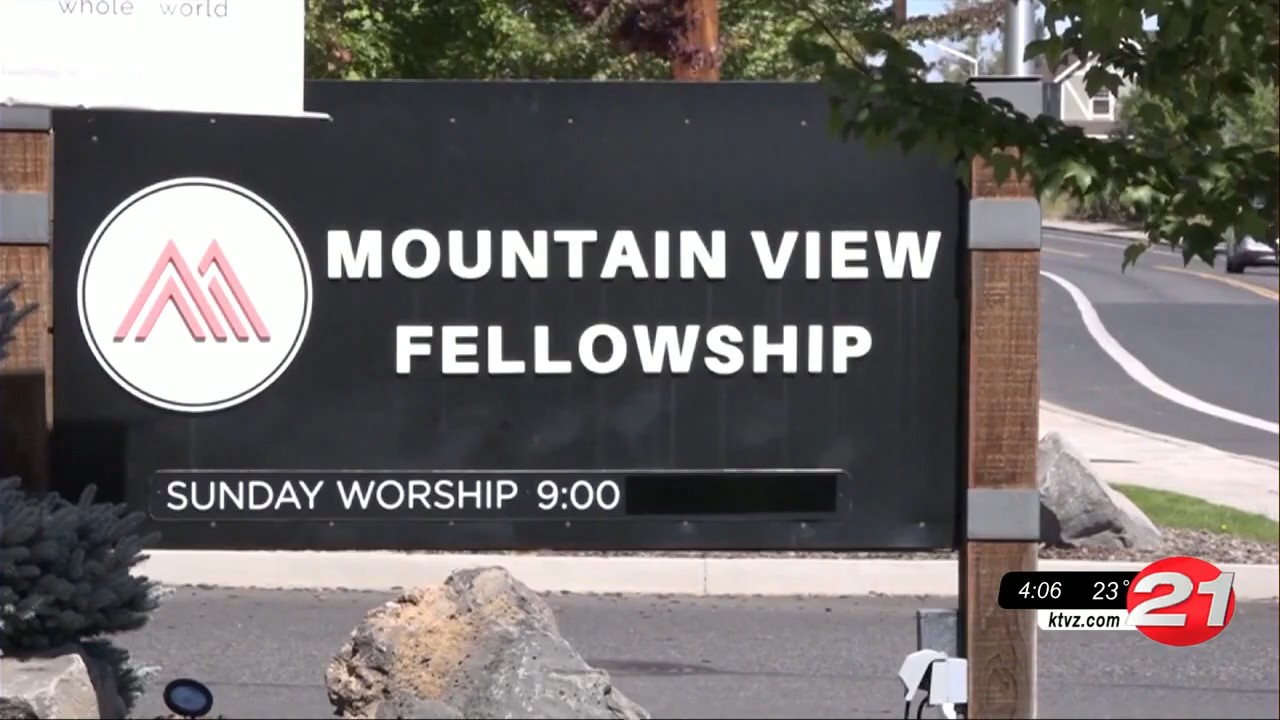 whole world
MOUNTAIN VIEW
FELLOWSHIP
SUNDAY WORSHIP 9:00
4:06 23°
ktvz.com
21